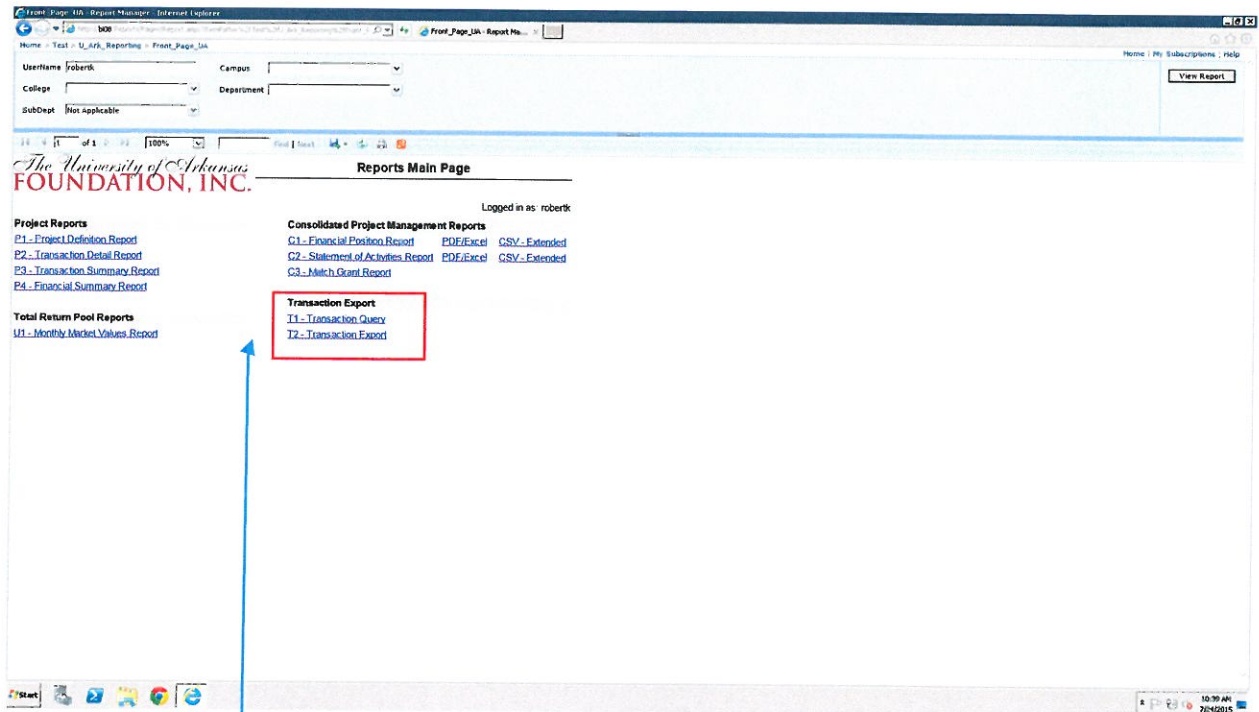 Front_Page_UA - Report Manager - Internet Explorer
Front_Page_UA - Report Ma...
Home > Test > U_Ark_Reporting > Front_Page_UA
Home | My Subscriptions | Help
UserName robertk Campus
View Report
College Department
SubDept Not Applicable
1 of 1 100% Find | Next
The University of Arkansas
FOUNDATION, INC.
Reports Main Page
Logged in as: robertk
Project Reports
P1 - Project Definition Report
P2 - Transaction Detail Report
P3 - Transaction Summary Report
P4 - Financial Summary Report
Total Return Pool Reports
U1 - Monthly Market Values Report
Consolidated Project Management Reports
C1 - Financial Position Report PDF/Excel CSV - Extended
C2 - Statement of Activities Report PDF/Excel CSV - Extended
C3 - Match Grant Report
Transaction Export
T1 - Transaction Query
T2 - Transaction Export
Start
10:39 AM
7/24/2015